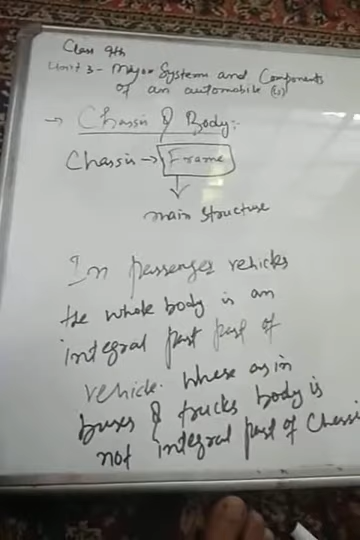 Class 9th
Unit 3- Major Systems and Components
of an automobile
→ Chassis & Body:-
Chassis → Frame
main structure
In passenger vehicles
the whole body is an
integral part part of
vehicle. Where as in
buses & trucks body is
not integral part of Chassi